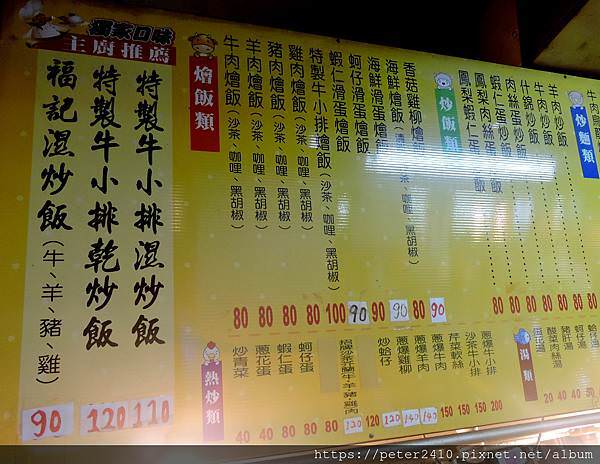 獨家口味
主廚推薦
特製牛小排濕炒飯
110
特製牛小排乾炒飯
120
福記濕炒飯(牛、羊、豬、雞)
90
燴飯類
牛肉燴飯(沙茶、咖哩、黑胡椒)
80
羊肉燴飯(沙茶、咖哩、黑胡椒)
80
豬肉燴飯(沙茶、咖哩、黑胡椒)
80
雞肉燴飯(沙茶、咖哩、黑胡椒)
80
特製牛小排燴飯(沙茶、咖哩、黑胡椒)
100
蝦仁滑蛋燴飯
90
蚵仔滑蛋燴飯
90
海鮮滑蛋燴飯
90
海鮮燴飯
80
香菇雞柳燴飯
90
炒飯類
鳳梨蝦仁蛋炒飯
鳳梨肉絲蛋炒飯
蝦仁蛋炒飯
肉絲蛋炒飯
什錦炒飯
牛肉炒飯
羊肉炒飯
80 80 80 80 80 80 80
炒麵類
熱炒類
炒青菜
40
蔥花蛋
40
蝦仁蛋
80
蚵仔蛋
80
炒蛤仔
120
蔥爆雞柳
120
蔥爆羊肉
140
蔥爆牛肉
140
芹菜軟絲
150
沙茶牛小排
150
蔥爆牛小排
200
湯類
蛋花湯
20
酸菜肉絲湯
40
豬肝湯
40
蚵仔湯
50
蛤仔湯
https://peter2410.pixnet.net/album